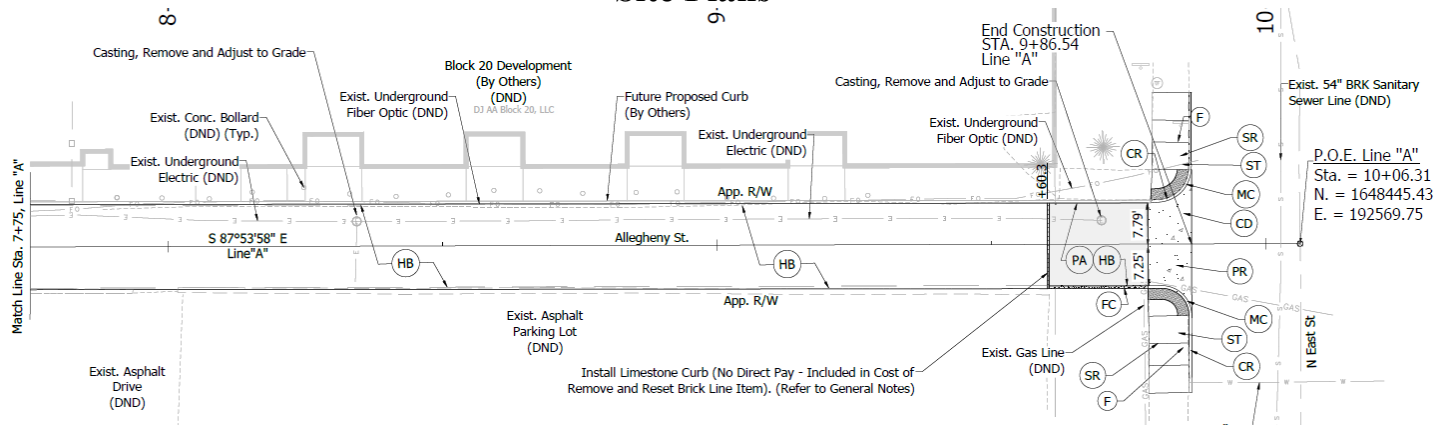 8
9
10
Casting, Remove and Adjust to Grade
Block 20 Development
(By Others)
(DND)
DJ AA Block 20, LLC
End Construction
STA. 9+86.54
Line "A"
Casting, Remove and Adjust to Grade
Exist. 54" BRK Sanitary
Sewer Line (DND)
Exist. Underground
Fiber Optic (DND)
Future Proposed Curb
(By Others)
Exist. Conc. Bollard
(DND) (Typ.)
Exist. Underground
Electric (DND)
Exist. Underground
Fiber Optic (DND)
Exist. Underground
Electric (DND)
F
SR
CR
ST
MC
CD
P.O.E. Line "A"
Sta. = 10+06.31
N. = 1648445.43
E. = 192569.75
+60.3
App. R/W
Match Line Sta. 7+75, Line "A"
S 87°53'58" E
Line"A"
Allegheny St.
7.79'
7.25'
HB
HB
PA
HB
PR
App. R/W
FC
GAS
GAS
MC
Exist. Asphalt
Parking Lot
(DND)
Exist. Gas Line
(DND)
ST
N East St
Exist. Asphalt
Drive
(DND)
Install Limestone Curb (No Direct Pay - Included in Cost of
Remove and Reset Brick Line Item). (Refer to General Notes)
SR
CR
F